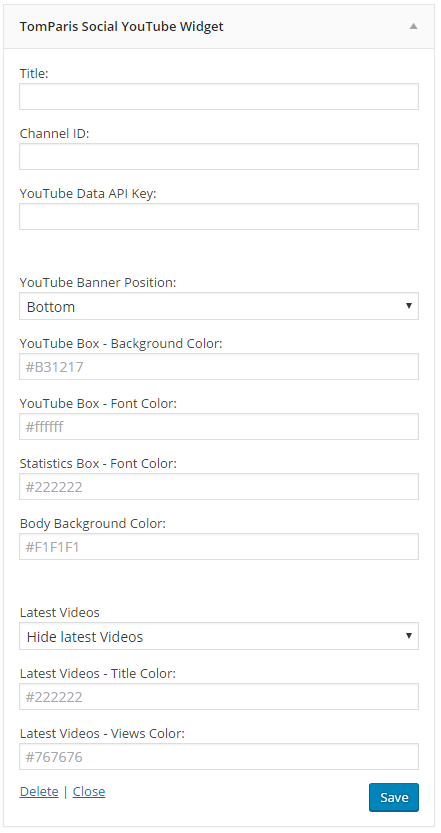 TomParis Social YouTube Widget
Title:
Channel ID:
YouTube Data API Key:
YouTube Banner Position:
Bottom
YouTube Box - Background Color:
#B31217
YouTube Box - Font Color:
#ffffff
Statistics Box - Font Color:
#222222
Body Background Color:
#F1F1F1
Latest Videos
Hide latest Videos
Latest Videos - Title Color:
#222222
Latest Videos - Views Color:
#767676
Delete | Close
Save